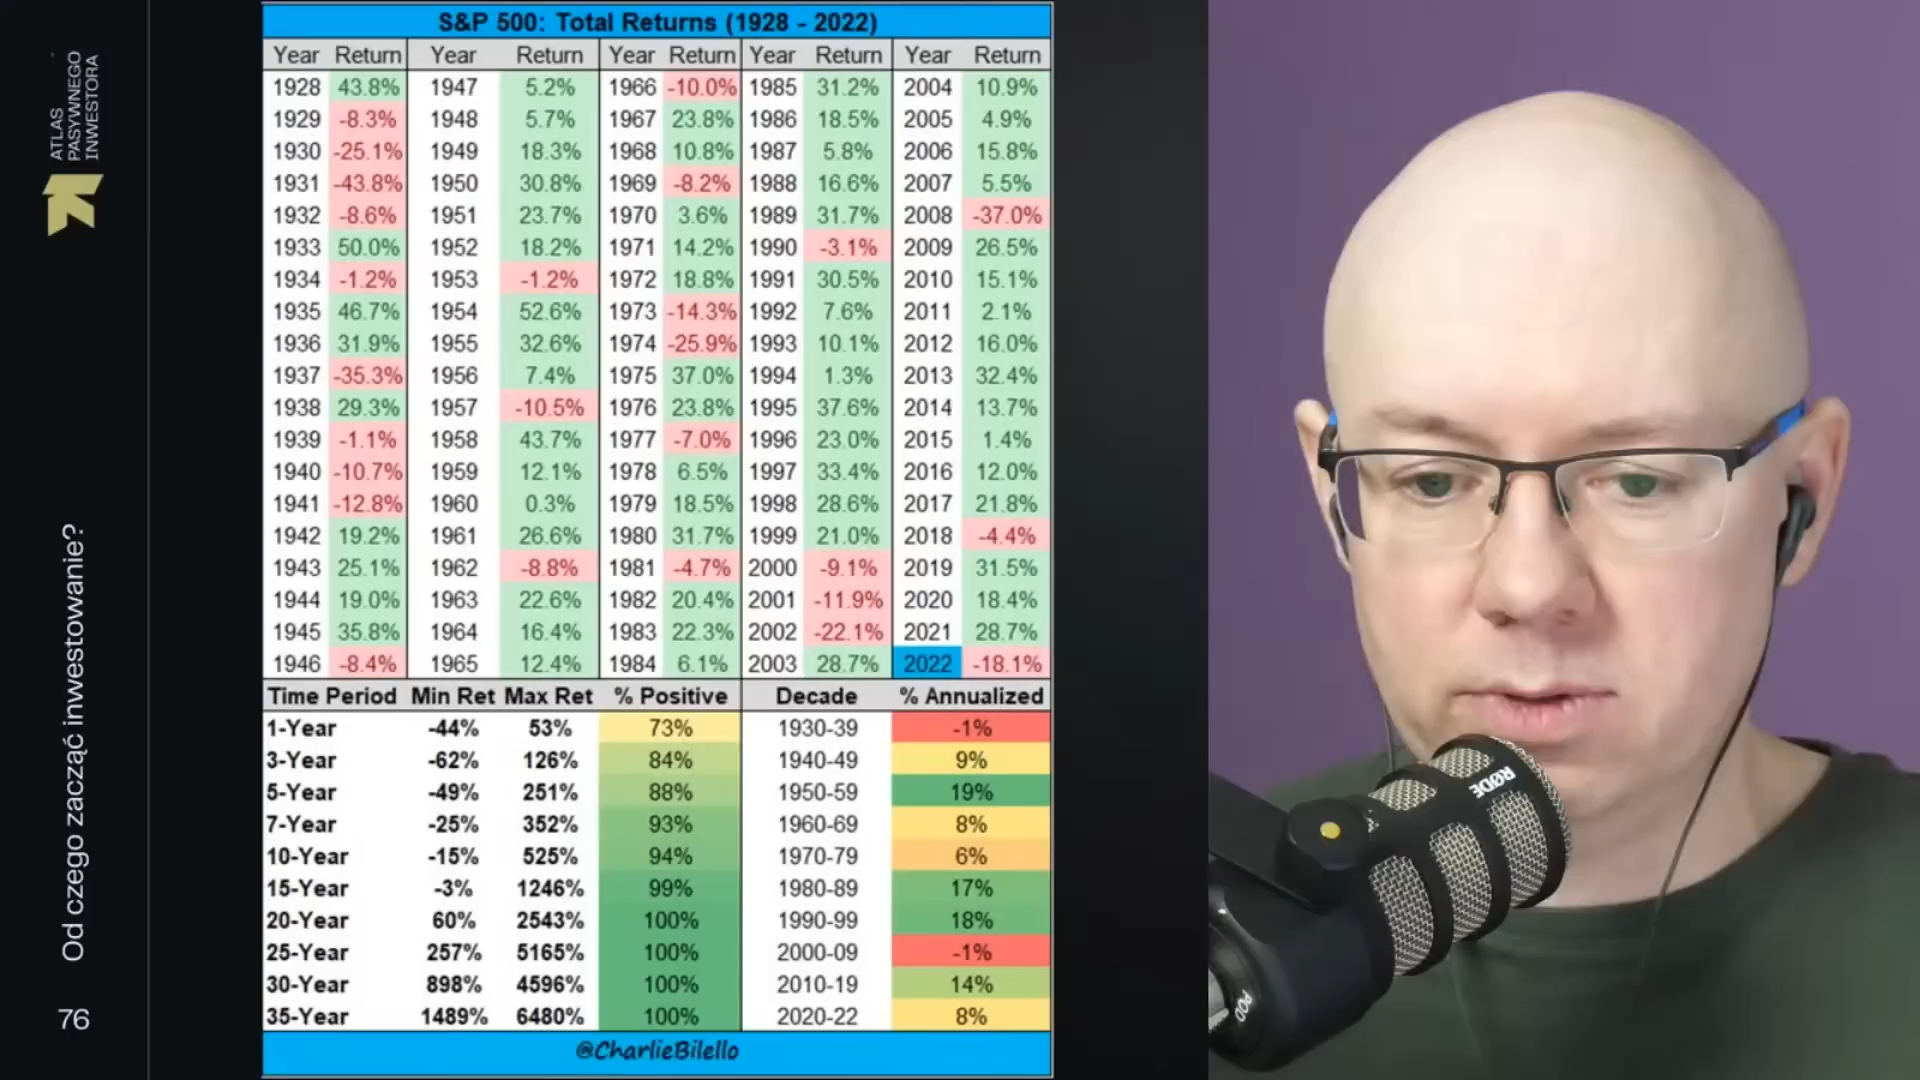 ATLAS
PASYWNEGO
INWESTORA
Od czego zacząć inwestowanie?
76
S&P 500: Total Returns (1928 - 2022)
Year Return Year Return Year Return Year Return Year Return
1928 43.8% 1947 5.2% 1966 -10.0% 1985 31.2% 2004 10.9%
1929 -8.3% 1948 5.7% 1967 23.8% 1986 18.5% 2005 4.9%
1930 -25.1% 1949 18.3% 1968 10.8% 1987 5.8% 2006 15.8%
1931 -43.8% 1950 30.8% 1969 -8.2% 1988 16.6% 2007 5.5%
1932 -8.6% 1951 23.7% 1970 3.6% 1989 31.7% 2008 -37.0%
1933 50.0% 1952 18.2% 1971 14.2% 1990 -3.1% 2009 26.5%
1934 -1.2% 1953 -1.2% 1972 18.8% 1991 30.5% 2010 15.1%
1935 46.7% 1954 52.6% 1973 -14.3% 1992 7.6% 2011 2.1%
1936 31.9% 1955 32.6% 1974 -25.9% 1993 10.1% 2012 16.0%
1937 -35.3% 1956 7.4% 1975 37.0% 1994 1.3% 2013 32.4%
1938 29.3% 1957 -10.5% 1976 23.8% 1995 37.6% 2014 13.7%
1939 -1.1% 1958 43.7% 1977 -7.0% 1996 23.0% 2015 1.4%
1940 -10.7% 1959 12.1% 1978 6.5% 1997 33.4% 2016 12.0%
1941 -12.8% 1960 0.3% 1979 18.5% 1998 28.6% 2017 21.8%
1942 19.2% 1961 26.6% 1980 31.7% 1999 21.0% 2018 -4.4%
1943 25.1% 1962 -8.8% 1981 -4.7% 2000 -9.1% 2019 31.5%
1944 19.0% 1963 22.6% 1982 20.4% 2001 -11.9% 2020 18.4%
1945 35.8% 1964 16.4% 1983 22.3% 2002 -22.1% 2021 28.7%
1946 -8.4% 1965 12.4% 1984 6.1% 2003 28.7% 2022 -18.1%
Time Period Min Ret Max Ret % Positive Decade % Annualized
1-Year -44% 53% 73% 1930-39 -1%
3-Year -62% 126% 84% 1940-49 9%
5-Year -49% 251% 88% 1950-59 19%
7-Year -25% 352% 93% 1960-69 8%
10-Year -15% 525% 94% 1970-79 6%
15-Year -3% 1246% 99% 1980-89 17%
20-Year 60% 2543% 100% 1990-99 18%
25-Year 257% 5165% 100% 2000-09 -1%
30-Year 898% 4596% 100% 2010-19 14%
35-Year 1489% 6480% 100% 2020-22 8%
@CharlieBilello
RØDE
POD